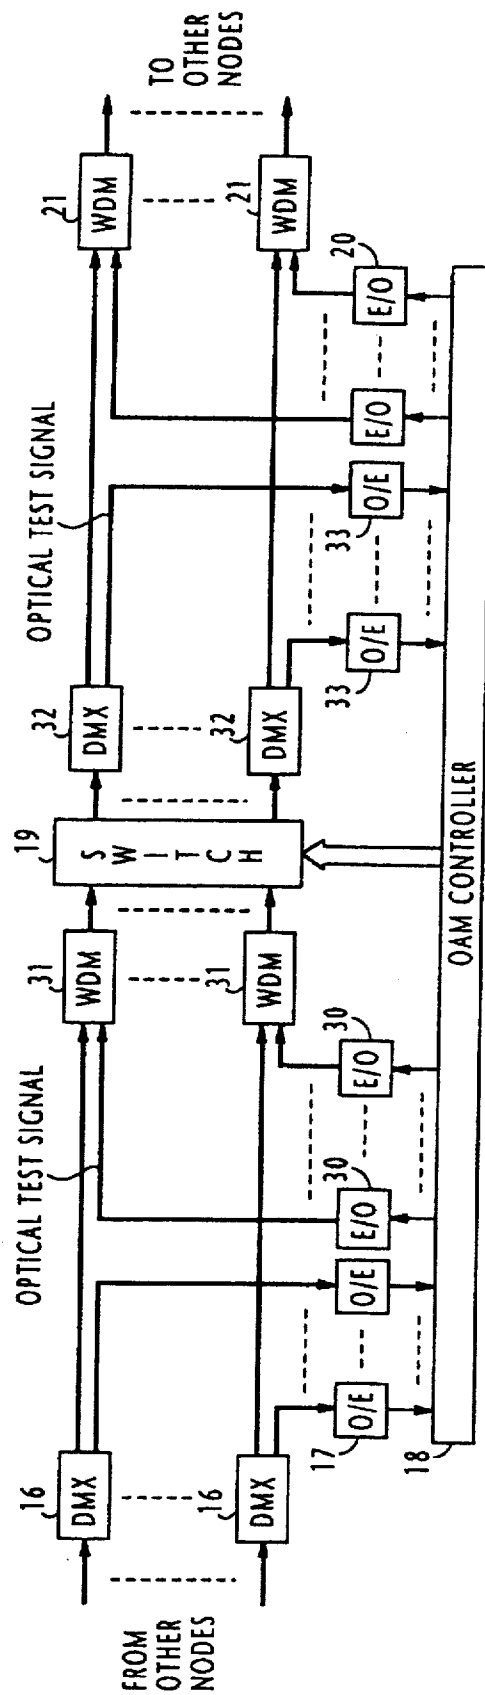 FROM
OTHER
NODES
16
DMX
16
DMX
17
O/E
O/E
18
OPTICAL TEST SIGNAL
30
E/O
30
E/O
31
WDM
31
WDM
19
SWITCH
OAM CONTROLLER
32
DMX
32
DMX
OPTICAL TEST SIGNAL
33
O/E
33
O/E
E/O
20
E/O
21
WDM
21
WDM
TO
OTHER
NODES